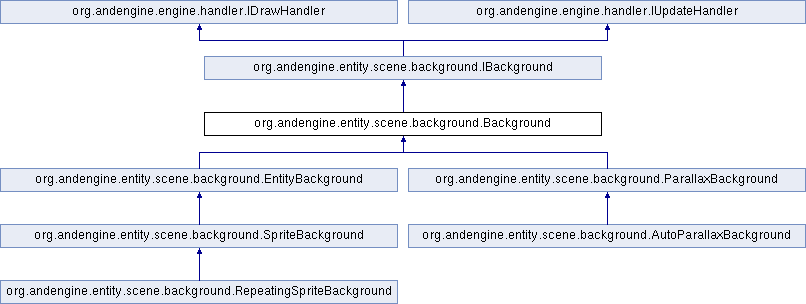 org.andengine.engine.handler.IDrawHandler
org.andengine.engine.handler.IUpdateHandler
org.andengine.entity.scene.background.IBackground
org.andengine.entity.scene.background.Background
org.andengine.entity.scene.background.EntityBackground
org.andengine.entity.scene.background.ParallaxBackground
org.andengine.entity.scene.background.SpriteBackground
org.andengine.entity.scene.background.AutoParallaxBackground
org.andengine.entity.scene.background.RepeatingSpriteBackground